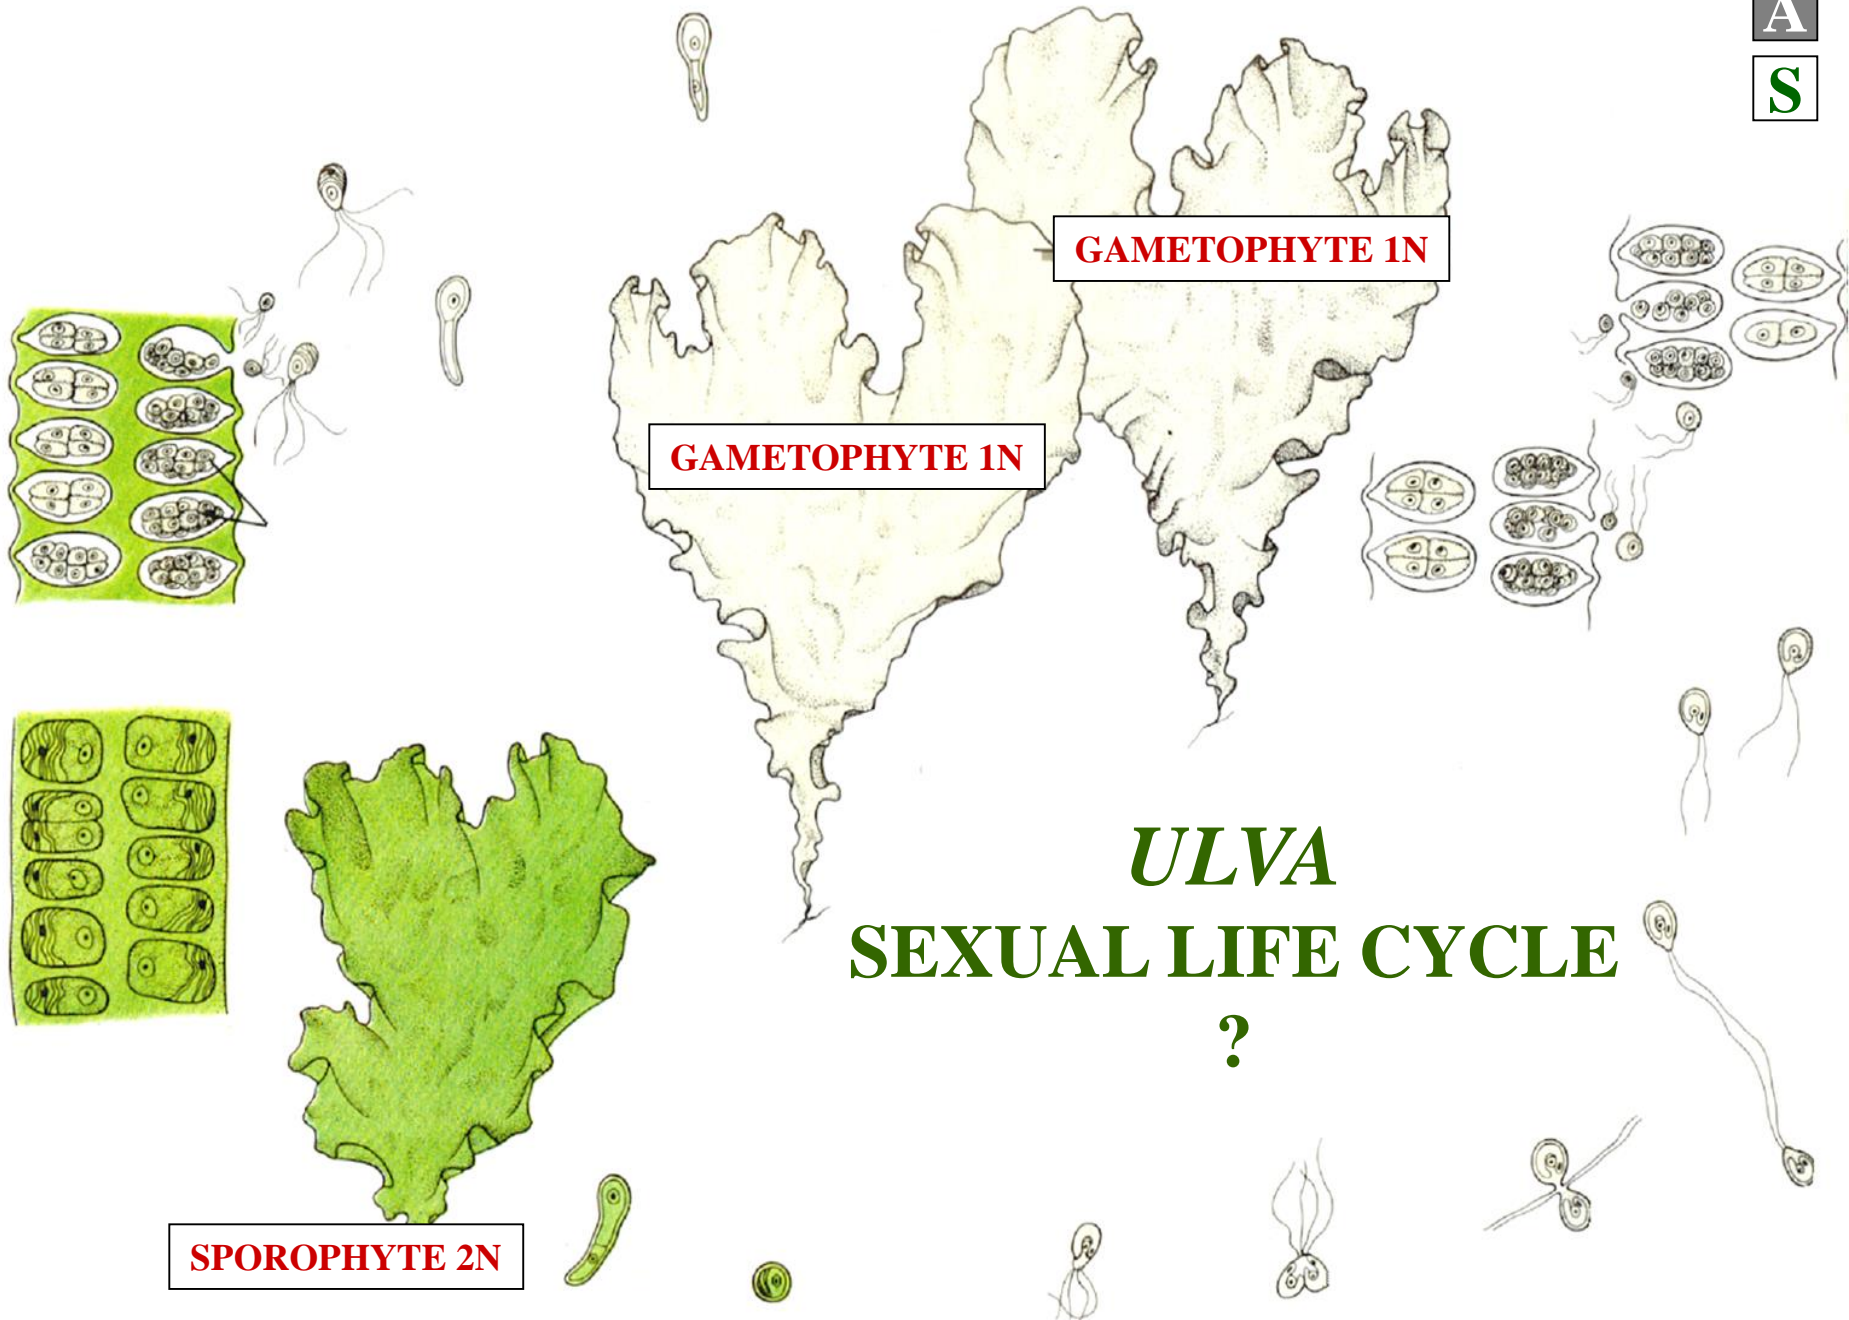 A
S
GAMETOPHYTE 1N
GAMETOPHYTE 1N
ULVA
SEXUAL LIFE CYCLE
?
SPOROPHYTE 2N